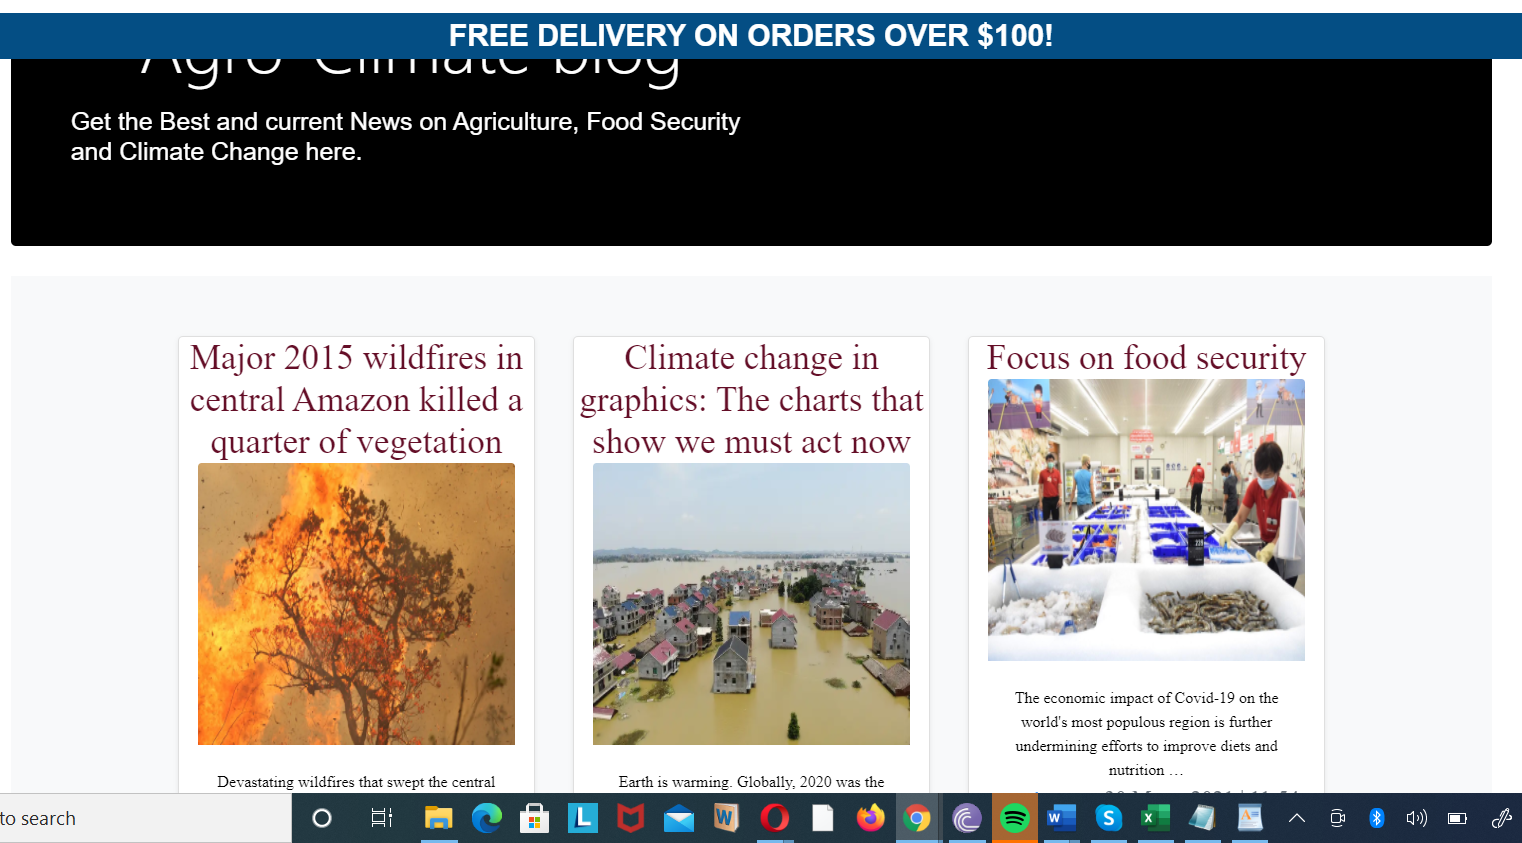 FREE DELIVERY ON ORDERS OVER $100!
Agro-Climate blog
Get the Best and current News on Agriculture, Food Security
and Climate Change here.
Major 2015 wildfires in
central Amazon killed a
quarter of vegetation
Climate change in
graphics: The charts that
show we must act now
Focus on food security
The economic impact of Covid-19 on the
world's most populous region is further
undermining efforts to improve diets and
nutrition …
Devastating wildfires that swept the central
Earth is warming. Globally, 2020 was the
to search